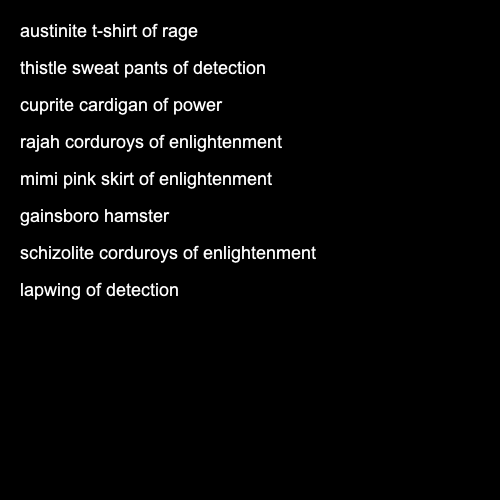 austinite t-shirt of rage
thistle sweat pants of detection
cuprite cardigan of power
rajah corduroys of enlightenment
mimi pink skirt of enlightenment
gainsboro hamster
schizolite corduroys of enlightenment
lapwing of detection